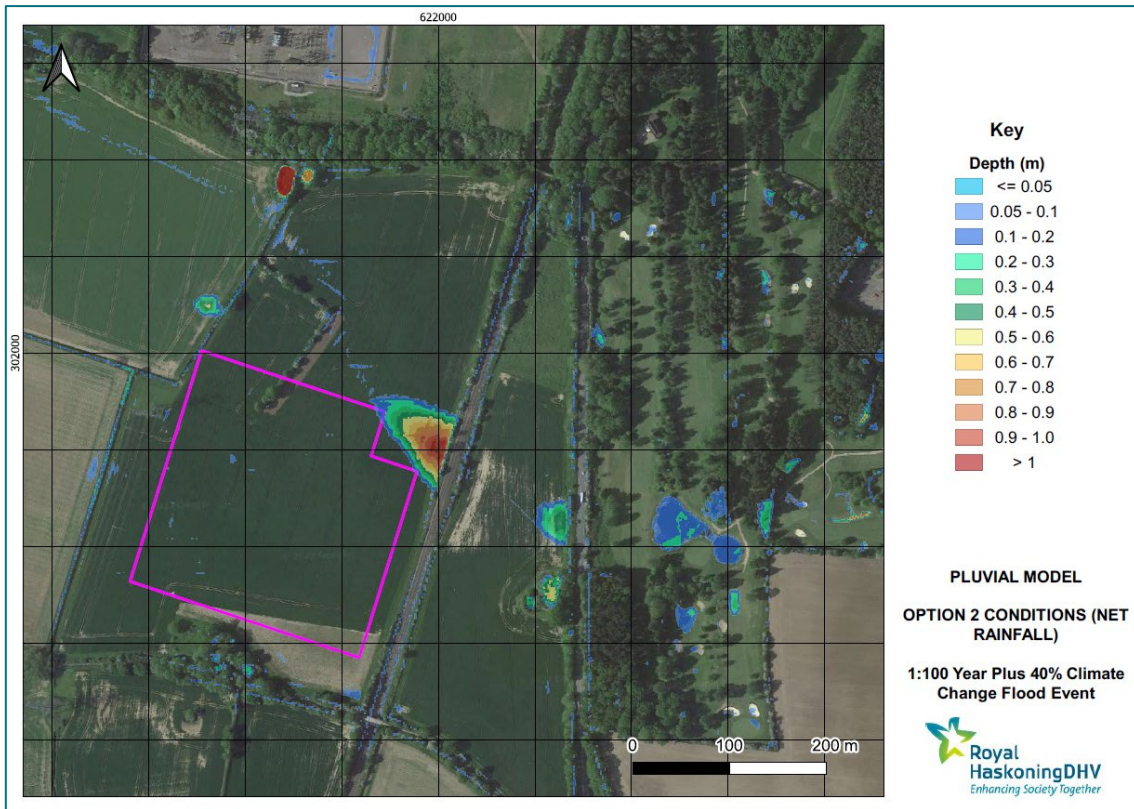 622000
302000
Key
Depth (m)
<= 0.05
0.05 - 0.1
0.1 - 0.2
0.2 - 0.3
0.3 - 0.4
0.4 - 0.5
0.5 - 0.6
0.6 - 0.7
0.7 - 0.8
0.8 - 0.9
0.9 - 1.0
> 1
PLUVIAL MODEL
OPTION 2 CONDITIONS (NET
RAINFALL)
1:100 Year Plus 40% Climate
Change Flood Event
0 100 200 m
Royal
HaskoningDHV
Enhancing Society Together